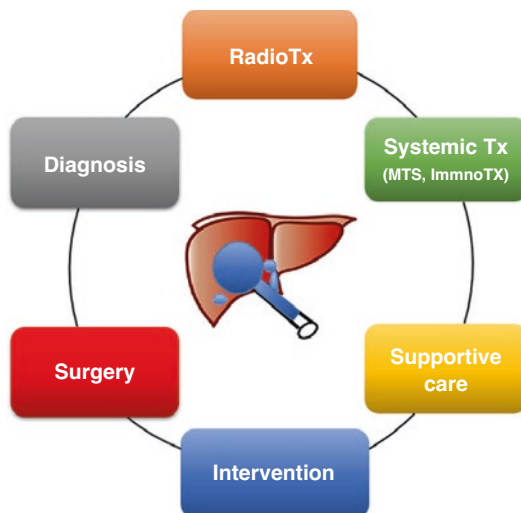 RadioTx
Diagnosis
Systemic Tx
(MTS, ImmnoTX)
Surgery
Supportive
care
Intervention